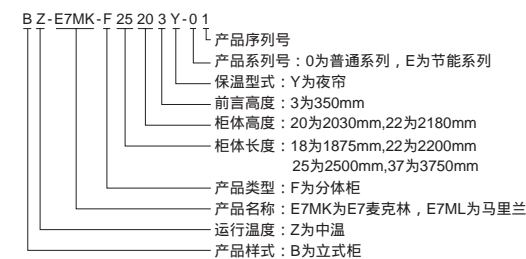 BZ-E7MK-F25203Y-01
产品序列号
产品系列号：0为普通系列，E为节能系列
保温型式：Y为夜帘
前言高度：3为350mm
柜体高度：20为2030mm,22为2180mm
柜体长度：18为1875mm,22为2200mm
25为2500mm,37为3750mm
产品类型：F为分体柜
产品名称：E7MK为E7麦克林，E7ML为马里兰
运行温度：Z为中温
产品样式：B为立式柜